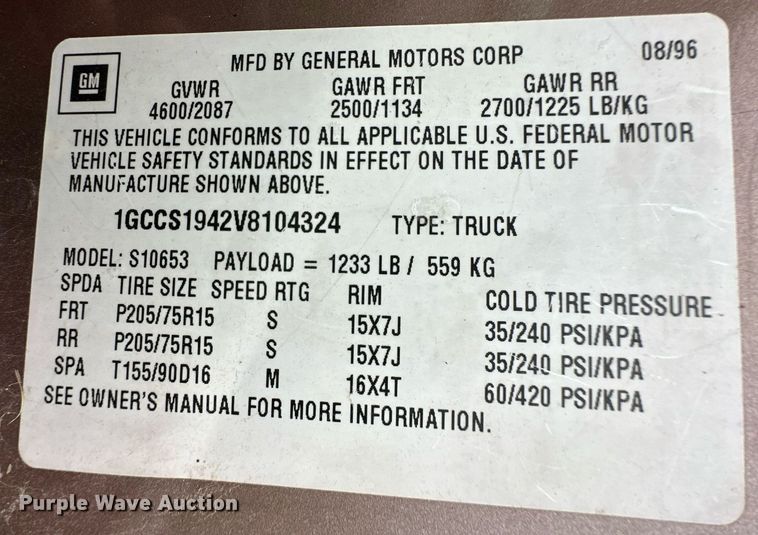 MFD BY GENERAL MOTORS CORP 08/96
GM
GVWR GAWR FRT GAWR RR
4600/2087 2500/1134 2700/1225 LB/KG
THIS VEHICLE CONFORMS TO ALL APPLICABLE U.S. FEDERAL MOTOR
VEHICLE SAFETY STANDARDS IN EFFECT ON THE DATE OF
MANUFACTURE SHOWN ABOVE.
1GCCS1942V8104324 TYPE: TRUCK
MODEL: S10653 PAYLOAD = 1233 LB / 559 KG
SPDA TIRE SIZE SPEED RTG RIM COLD TIRE PRESSURE
FRT P205/75R15 S 15X7J 35/240 PSI/KPA
RR P205/75R15 S 15X7J 35/240 PSI/KPA
SPA T155/90D16 M 16X4T 60/420 PSI/KPA
SEE OWNER'S MANUAL FOR MORE INFORMATION.
Purple Wave Auction